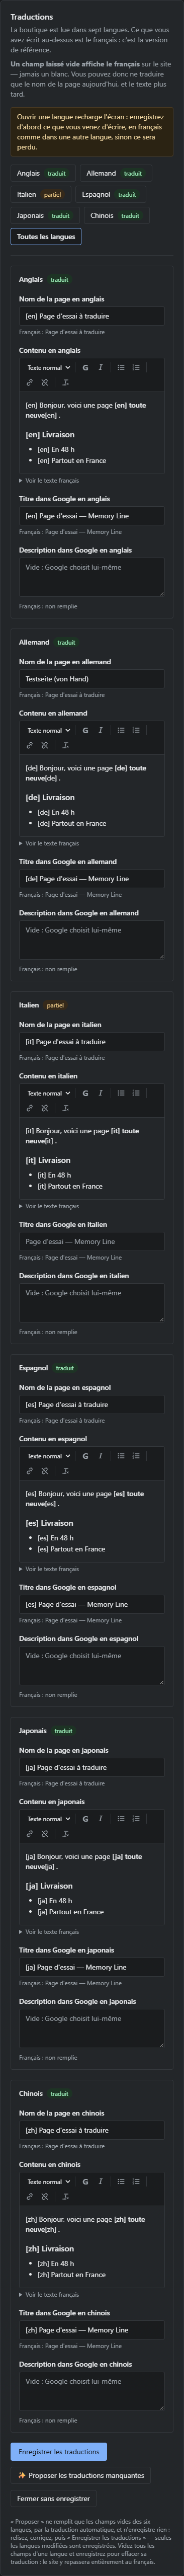 Traductions
La boutique est lue dans sept langues. Ce que vous
avez écrit au-dessus est le français : c'est la version
de référence.
Un champ laissé vide affiche le français sur le site
— jamais un blanc. Vous pouvez donc ne traduire
que le nom de la page aujourd'hui, et le texte plus
tard.
Ouvrir une langue recharge l'écran : enregistrez
d'abord ce que vous venez d'écrire, en français
comme dans une autre langue, sinon ce sera
perdu.
Anglais traduit Allemand traduit
Italien partiel Espagnol traduit
Japonais traduit Chinois traduit
Toutes les langues
Anglais traduit
Nom de la page en anglais
[en] Page d'essai à traduire
Français : Page d'essai à traduire
Contenu en anglais
Texte normal G I
[en] Bonjour, voici une page [en] toute
neuve[en] .
[en] Livraison
[en] En 48 h
[en] Partout en France
Voir le texte français
Titre dans Google en anglais
[en] Page d'essai — Memory Line
Français : Page d'essai — Memory Line
Description dans Google en anglais
Vide : Google choisit lui-même
Français : non remplie
Allemand traduit
Nom de la page en allemand
Testseite (von Hand)
Français : Page d'essai à traduire
Contenu en allemand
Texte normal G I
[de] Bonjour, voici une page [de] toute
neuve[de] .
[de] Livraison
[de] En 48 h
[de] Partout en France
Voir le texte français
Titre dans Google en allemand
[de] Page d'essai — Memory Line
Français : Page d'essai — Memory Line
Description dans Google en allemand
Vide : Google choisit lui-même
Français : non remplie
Italien partiel
Nom de la page en italien
[it] Page d'essai à traduire
Français : Page d'essai à traduire
Contenu en italien
Texte normal G I
[it] Bonjour, voici une page [it] toute
neuve[it] .
[it] Livraison
[it] En 48 h
[it] Partout en France
Voir le texte français
Titre dans Google en italien
Page d'essai — Memory Line
Français : Page d'essai — Memory Line
Description dans Google en italien
Vide : Google choisit lui-même
Français : non remplie
Espagnol traduit
Nom de la page en espagnol
[es] Page d'essai à traduire
Français : Page d'essai à traduire
Contenu en espagnol
Texte normal G I
[es] Bonjour, voici une page [es] toute
neuve[es] .
[es] Livraison
[es] En 48 h
[es] Partout en France
Voir le texte français
Titre dans Google en espagnol
[es] Page d'essai — Memory Line
Français : Page d'essai — Memory Line
Description dans Google en espagnol
Vide : Google choisit lui-même
Français : non remplie
Japonais traduit
Nom de la page en japonais
[ja] Page d'essai à traduire
Français : Page d'essai à traduire
Contenu en japonais
Texte normal G I
[ja] Bonjour, voici une page [ja] toute
neuve[ja] .
[ja] Livraison
[ja] En 48 h
[ja] Partout en France
Voir le texte français
Titre dans Google en japonais
[ja] Page d'essai — Memory Line
Français : Page d'essai — Memory Line
Description dans Google en japonais
Vide : Google choisit lui-même
Français : non remplie
Chinois traduit
Nom de la page en chinois
[zh] Page d'essai à traduire
Français : Page d'essai à traduire
Contenu en chinois
Texte normal G I
[zh] Bonjour, voici une page [zh] toute
neuve[zh] .
[zh] Livraison
[zh] En 48 h
[zh] Partout en France
Voir le texte français
Titre dans Google en chinois
[zh] Page d'essai — Memory Line
Français : Page d'essai — Memory Line
Description dans Google en chinois
Vide : Google choisit lui-même
Français : non remplie
Enregistrer les traductions
✨ Proposer les traductions manquantes
Fermer sans enregistrer
« Proposer » ne remplit que les champs vides des six
langues, par la traduction automatique, et n'enregistre rien :
relisez, corrigez, puis « Enregistrer les traductions » — seules
les langues modifiées sont enregistrées. Videz tous les
champs d'une langue et enregistrez pour effacer sa
traduction : le site y repassera entièrement au français.